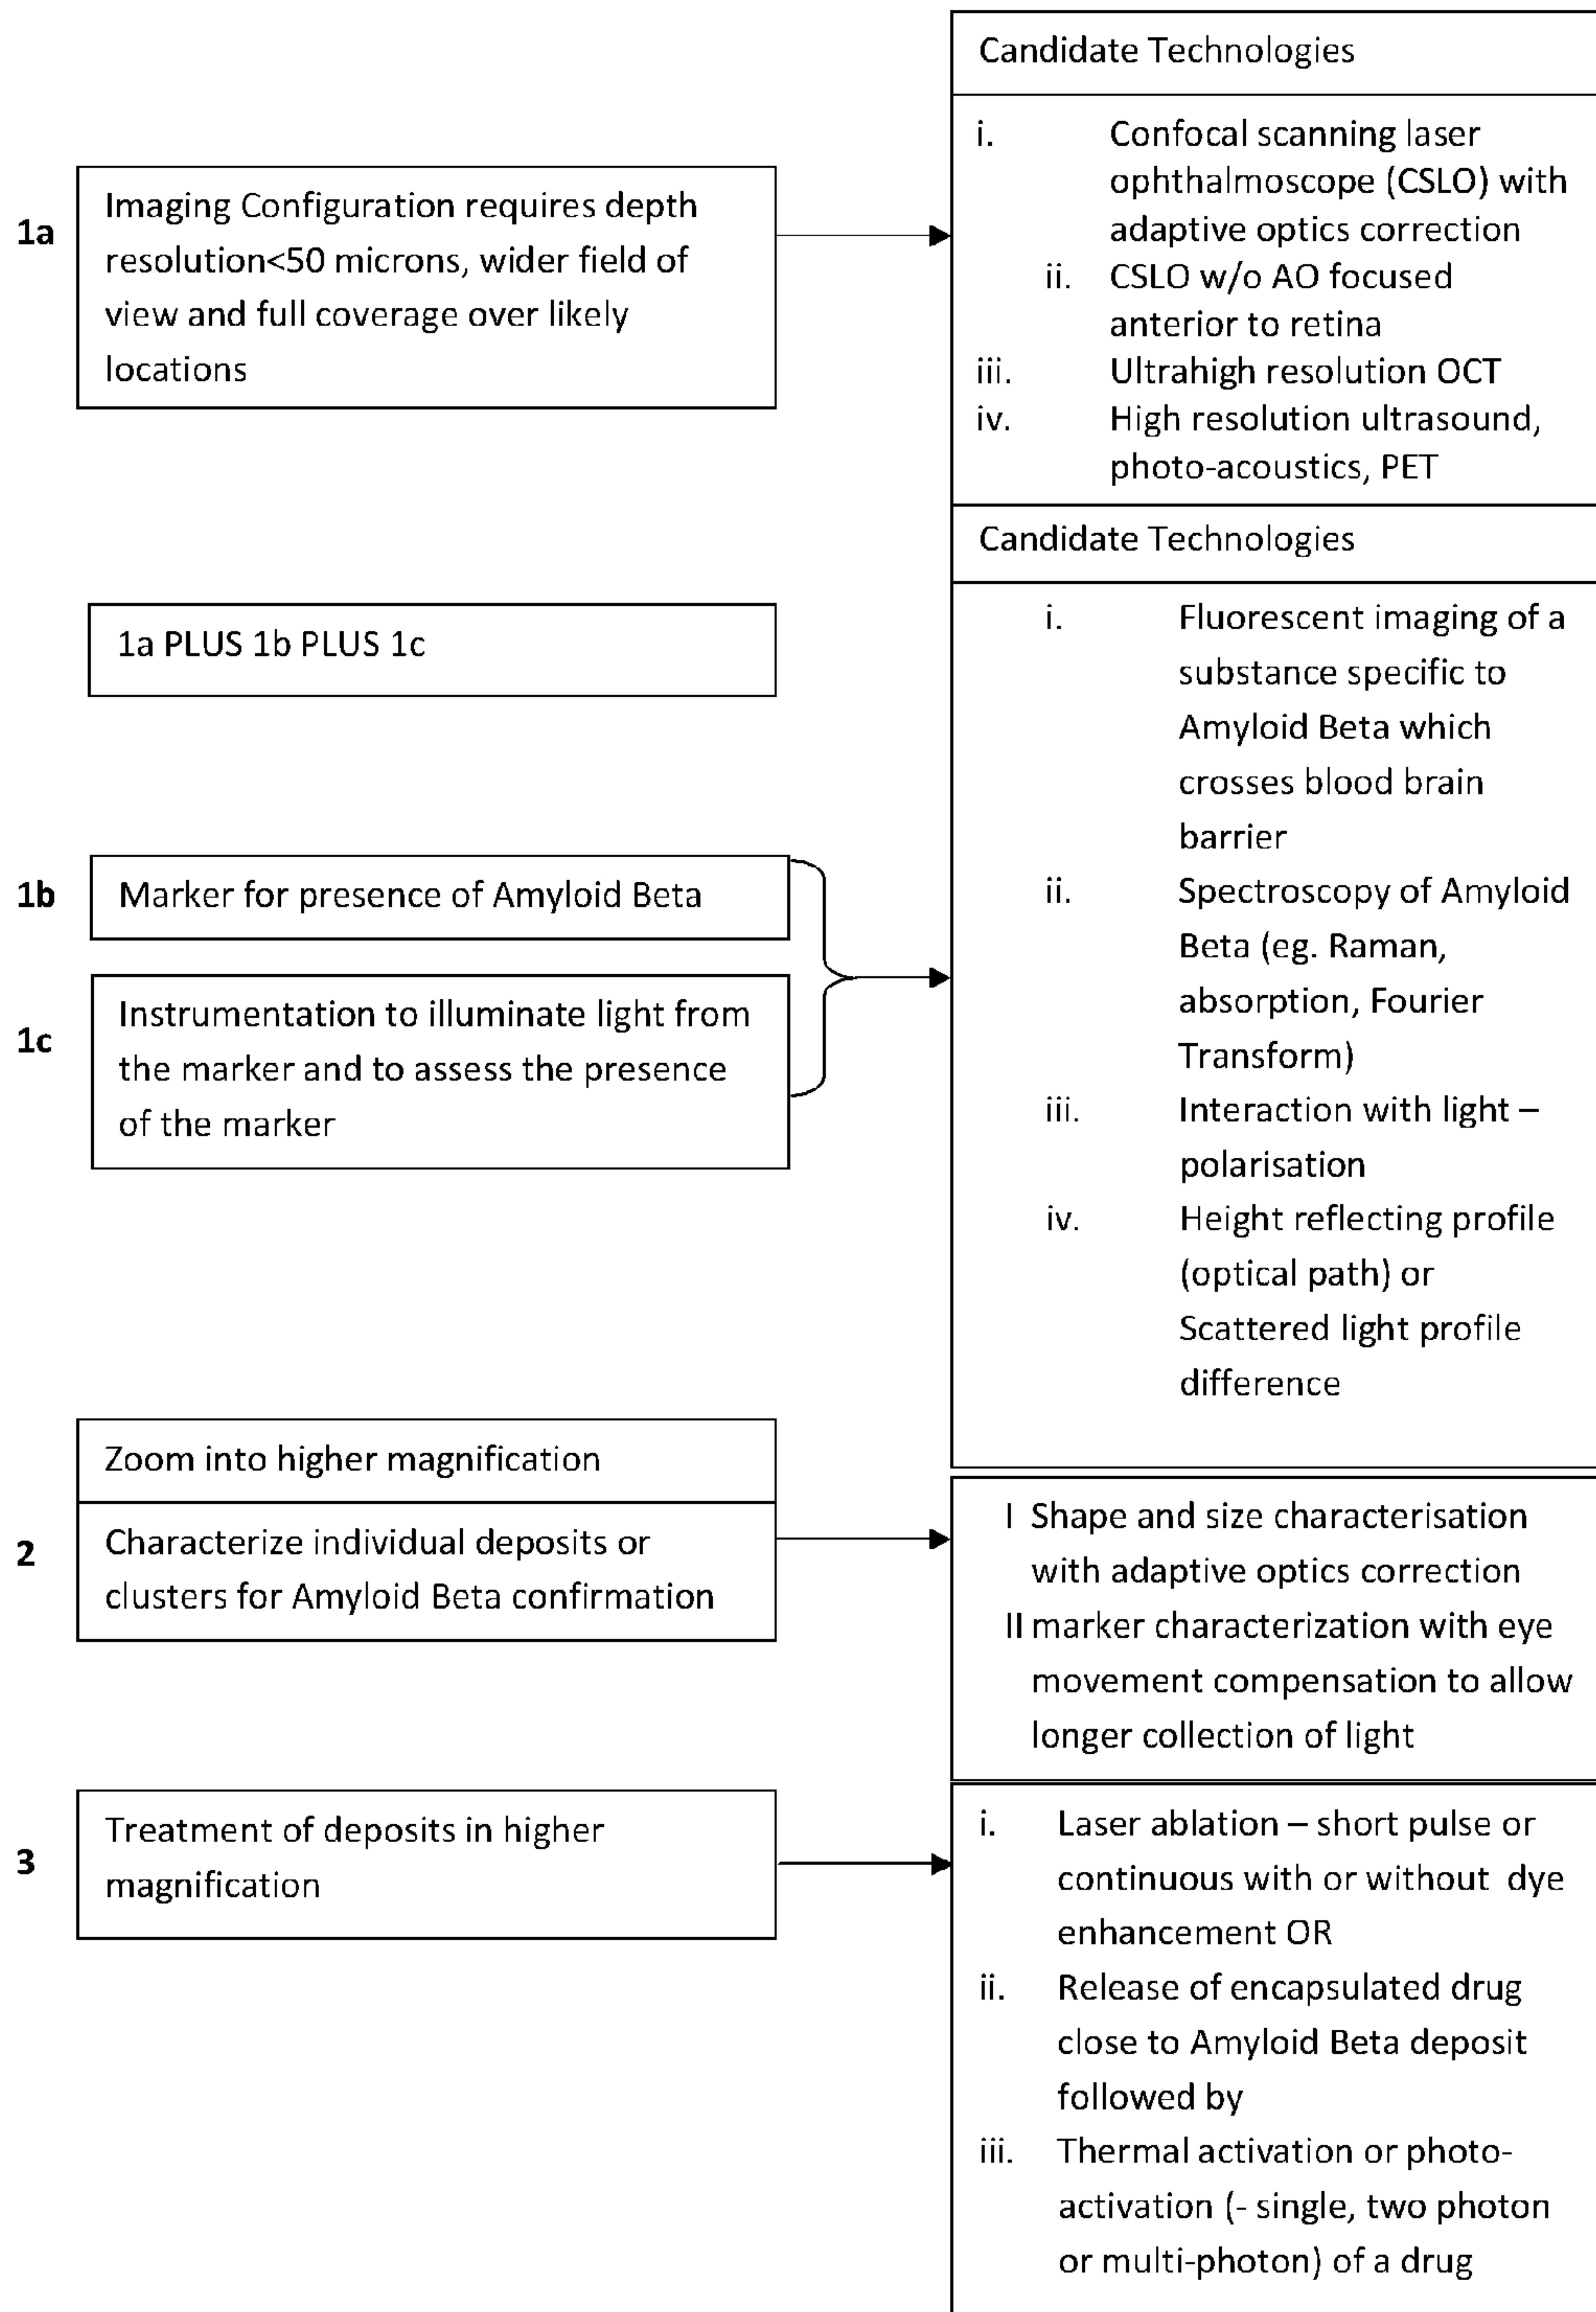 Candidate Technologies
i. Confocal scanning laser
ophthalmoscope (CSLO) with
adaptive optics correction
ii. CSLO w/o AO focused
anterior to retina
iii. Ultrahigh resolution OCT
iv. High resolution ultrasound,
photo-acoustics, PET
1a
Imaging Configuration requires depth
resolution<50 microns, wider field of
view and full coverage over likely
locations
1a PLUS 1b PLUS 1c
1b
Marker for presence of Amyloid Beta
1c
Instrumentation to illuminate light from
the marker and to assess the presence
of the marker
Candidate Technologies
i. Fluorescent imaging of a
substance specific to
Amyloid Beta which
crosses blood brain
barrier
ii. Spectroscopy of Amyloid
Beta (eg. Raman,
absorption, Fourier
Transform)
iii. Interaction with light –
polarisation
iv. Height reflecting profile
(optical path) or
Scattered light profile
difference
Zoom into higher magnification
2
Characterize individual deposits or
clusters for Amyloid Beta confirmation
I Shape and size characterisation
with adaptive optics correction
II marker characterization with eye
movement compensation to allow
longer collection of light
3
Treatment of deposits in higher
magnification
i. Laser ablation – short pulse or
continuous with or without dye
enhancement OR
ii. Release of encapsulated drug
close to Amyloid Beta deposit
followed by
iii. Thermal activation or photo-
activation (- single, two photon
or multi-photon) of a drug